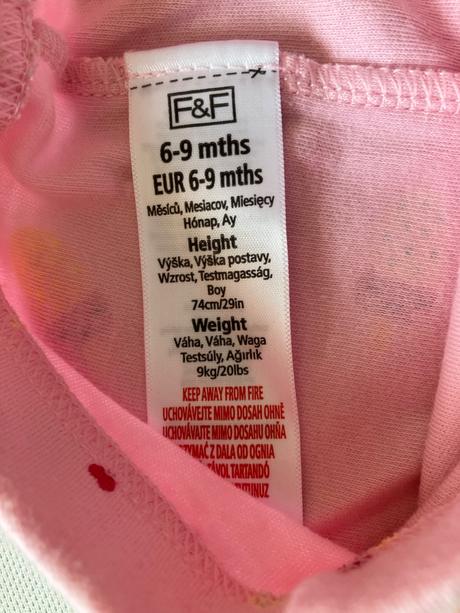 F&F
6-9 mths
EUR 6-9 mths
Měsíců, Mesiacov, Miesięcy
Hónap, Ay
Height
Výška, Výška postavy,
Wzrost, Testmagasság,
Boy
74cm/29in
Weight
Váha, Váha, Waga
Testsúly, Ağırlık
9kg/20lbs
KEEP AWAY FROM FIRE
UCHOVÁVEJTE MIMO DOSAH OHNĚ
UCHOVÁVAJTE MIMO DOSAHU OHŇA
Z DALA OD OGNIA
TARTANDÓ